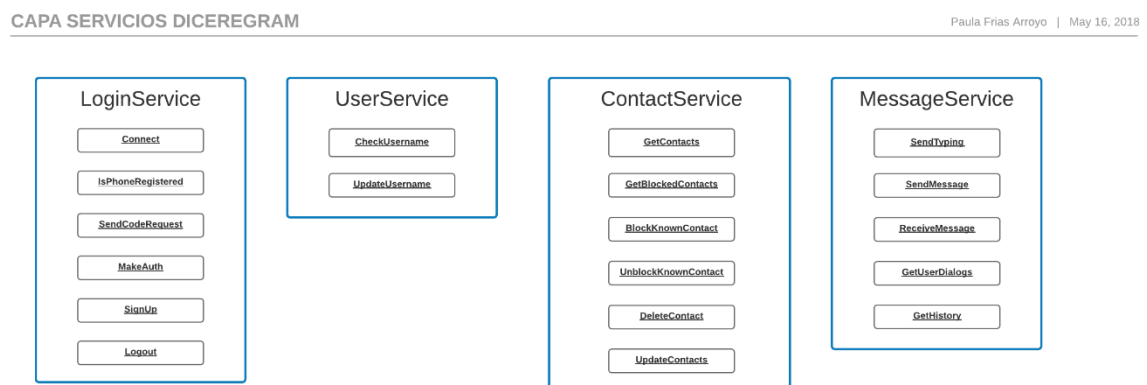 CAPA SERVICIOS DICEREGRAM
Paula Frias Arroyo | May 16, 2018
LoginService
Connect
IsPhoneRegistered
SendCodeRequest
MakeAuth
SignUp
Logout
UserService
CheckUsername
UpdateUsername
ContactService
GetContacts
GetBlockedContacts
BlockKnownContact
UnblockKnownContact
DeleteContact
UpdateContacts
MessageService
SendTyping
SendMessage
ReceiveMessage
GetUserDialogs
GetHistory